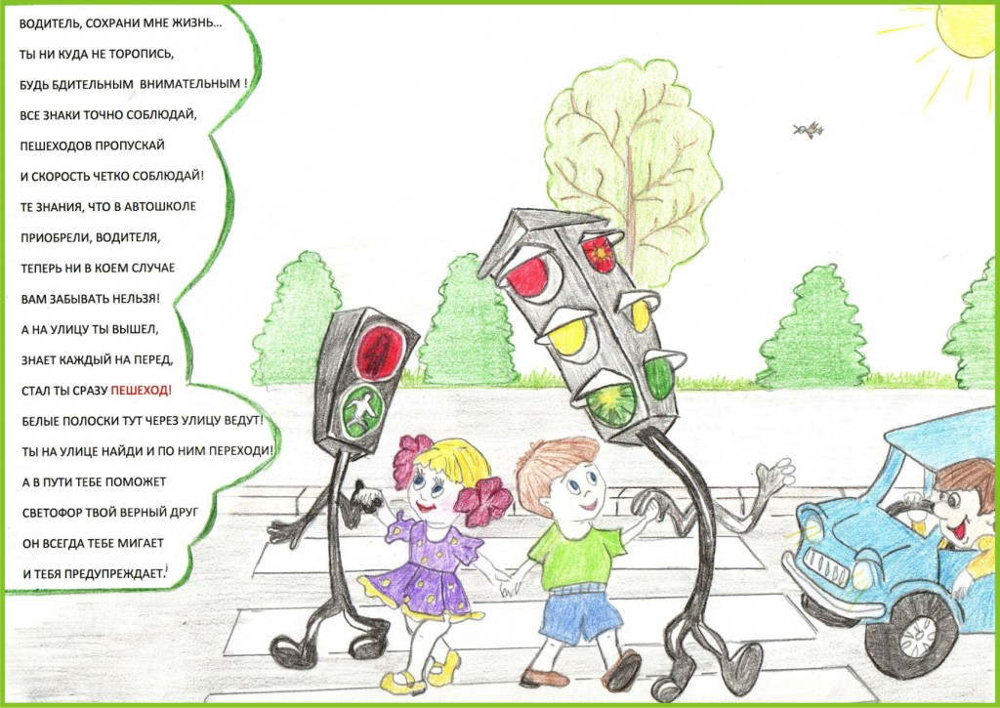 ВОДИТЕЛЬ, СОХРАНИ МНЕ ЖИЗНЬ...
ТЫ НИ КУДА НЕ ТОРОПИСЬ,
БУДЬ БДИТЕЛЬНЫМ ВНИМАТЕЛЬНЫМ !
ВСЕ ЗНАКИ ТОЧНО СОБЛЮДАЙ,
ПЕШЕХОДОВ ПРОПУСКАЙ
И СКОРОСТЬ ЧЕТКО СОБЛЮДАЙ!
ТЕ ЗНАНИЯ, ЧТО В АВТОШКОЛЕ
ПРИОБРЕЛИ, ВОДИТЕЛЯ,
ТЕПЕРЬ НИ В КОЕМ СЛУЧАЕ
ВАМ ЗАБЫВАТЬ НЕЛЬЗЯ!
А НА УЛИЦУ ТЫ ВЫШЕЛ,
ЗНАЕТ КАЖДЫЙ НА ПЕРЕД,
СТАЛ ТЫ СРАЗУ ПЕШЕХОД!
БЕЛЫЕ ПОЛОСКИ ТУТ ЧЕРЕЗ УЛИЦУ ВЕДУТ!
ТЫ НА УЛИЦЕ НАЙДИ И ПО НИМ ПЕРЕХОДИ!
А В ПУТИ ТЕБЕ ПОМОЖЕТ
СВЕТОФОР ТВОЙ ВЕРНЫЙ ДРУГ
ОН ВСЕГДА ТЕБЕ МИГАЕТ
И ТЕБЯ ПРЕДУПРЕЖДАЕТ.